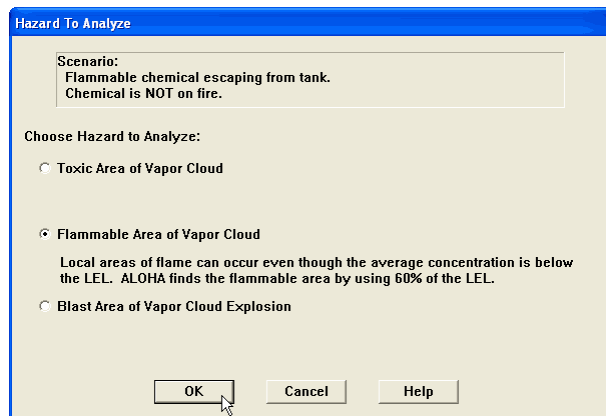 Hazard To Analyze
Scenario:
Flammable chemical escaping from tank.
Chemical is NOT on fire.
Choose Hazard to Analyze:
Toxic Area of Vapor Cloud
Flammable Area of Vapor Cloud
Local areas of flame can occur even though the average concentration is below
the LEL. ALOHA finds the flammable area by using 60% of the LEL.
Blast Area of Vapor Cloud Explosion
OK Cancel Help